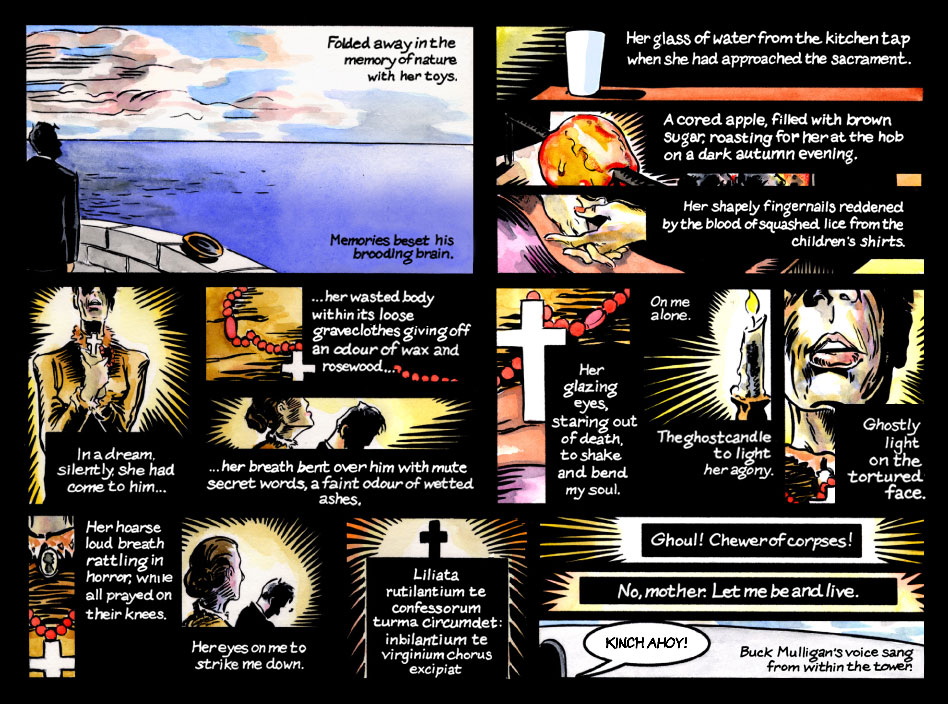 Folded away in the
memory of nature
with her toys.
Memories beset his
brooding brain.
Her glass of water from the kitchen tap
when she had approached the sacrament.
A cored apple, filled with brown
sugar, roasting for her at the hob
on a dark autumn evening.
Her shapely fingernails reddened
by the blood of squashed lice from the
children's shirts.
In a dream,
silently, she had
come to him...
...her wasted body
within its loose
graveclothes giving off
an odour of wax and
rosewood...
...her breath bent over him with mute
secret words, a faint odour of wetted
ashes.
Her
glazing
eyes,
staring out
of death,
to shake
and bend
my soul.
On me
alone.
The ghostcandle
to light
her agony.
Ghostly
light
on the
tortured
face.
Her hoarse
loud breath
rattling in
horror, while
all prayed on
their knees.
Her eyes on me to
strike me down.
Liliata
rutilantium te
confessorum
turma circumdet:
inbilantium te
virginium chorus
excipiat
Ghoul! Chewer of corpses!
No, mother. Let me be and live.
KINCH AHOY!
Buck Mulligan's voice sang
from within the tower.